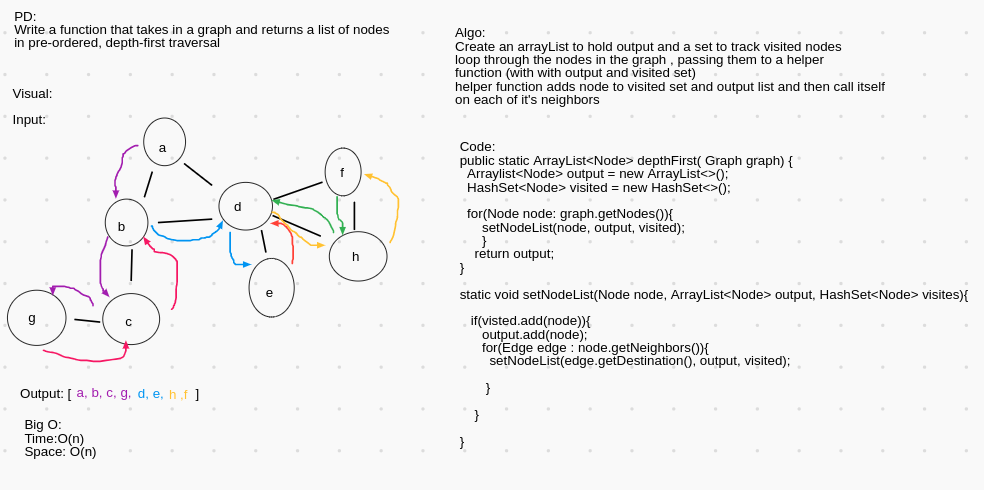 PD:
Write a function that takes in a graph and returns a list of nodes
in pre-ordered, depth-first traversal
Visual:
Input:
a
b
c
g
d
e
f
h
Output: [ a, b, c, g, d, e, h ,f ]
Big O:
Time:O(n)
Space: O(n)
Algo:
Create an arrayList to hold output and a set to track visited nodes
loop through the nodes in the graph , passing them to a helper
function (with with output and visited set)
helper function adds node to visited set and output list and then call itself
on each of it's neighbors
Code:
public static ArrayList<Node> depthFirst( Graph graph) {
Arraylist<Node> output = new ArrayList<>();
HashSet<Node> visited = new HashSet<>();
for(Node node: graph.getNodes()){
setNodeList(node, output, visited);
}
return output;
}
static void setNodeList(Node node, ArrayList<Node> output, HashSet<Node> visites){
if(visted.add(node)){
output.add(node);
for(Edge edge : node.getNeighbors()){
setNodeList(edge.getDestination(), output, visited);
}
}
}